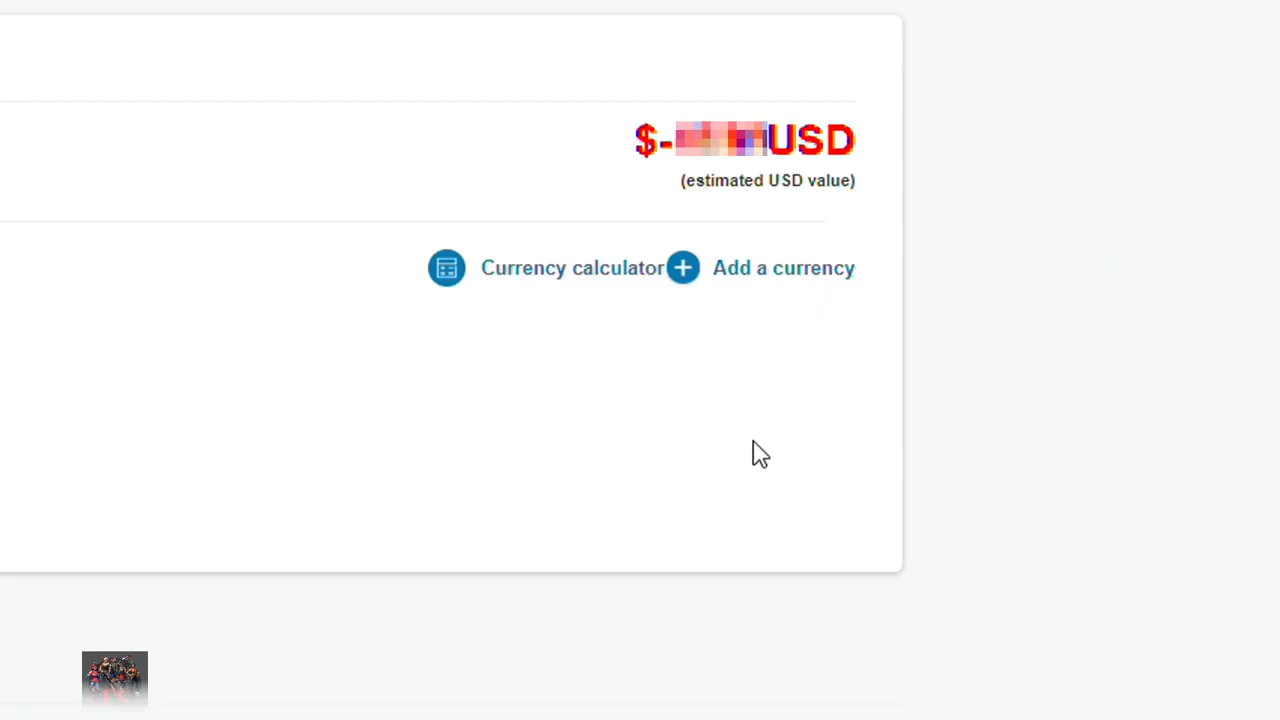 $- USD
(estimated USD value)
Currency calculator Add a currency